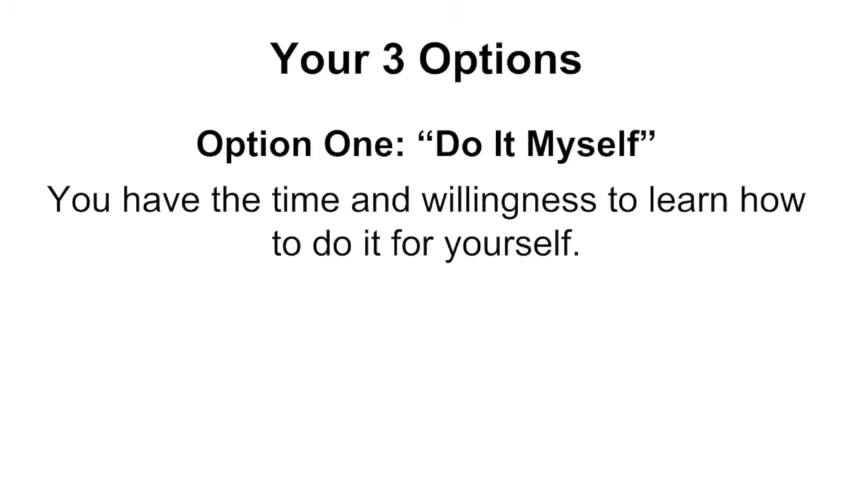 Your 3 Options
Option One: “Do It Myself”
You have the time and willingness to learn how
to do it for yourself.